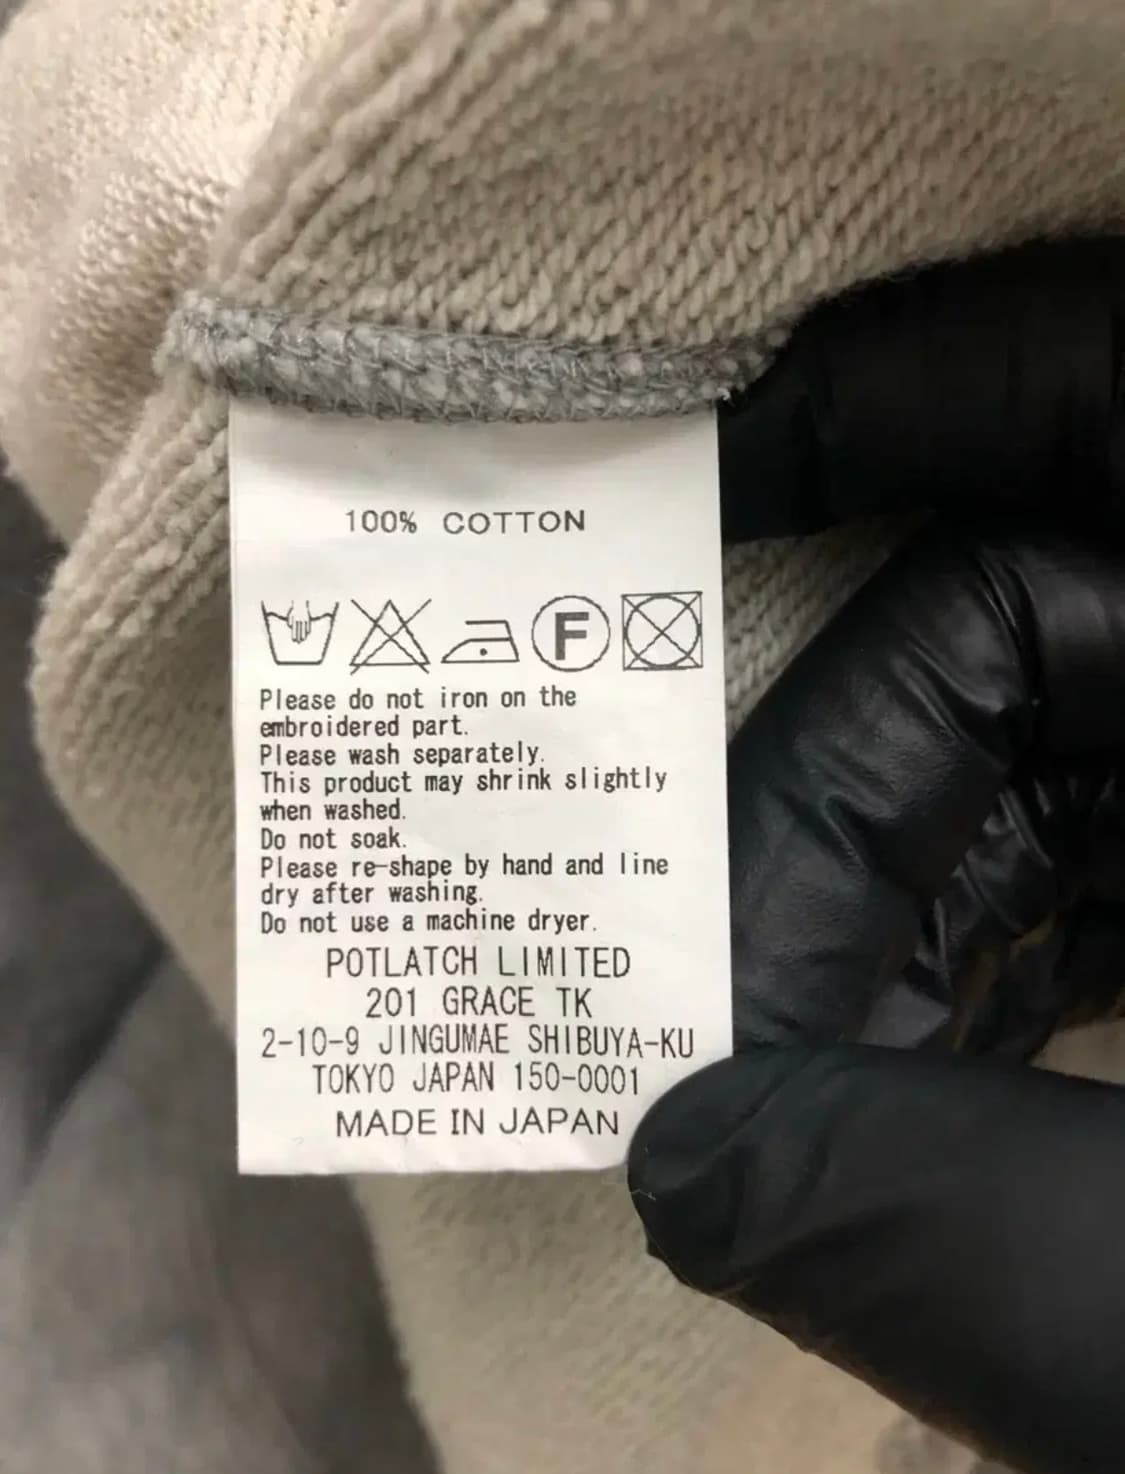 100% COTTON
F
Please do not iron on the
embroidered part.
Please wash separately.
This product may shrink slightly
when washed.
Do not soak.
Please re-shape by hand and line
dry after washing.
Do not use a machine dryer.
POTLATCH LIMITED
201 GRACE TK
2-10-9 JINGUMAE SHIBUYA-KU
TOKYO JAPAN 150-0001
MADE IN JAPAN